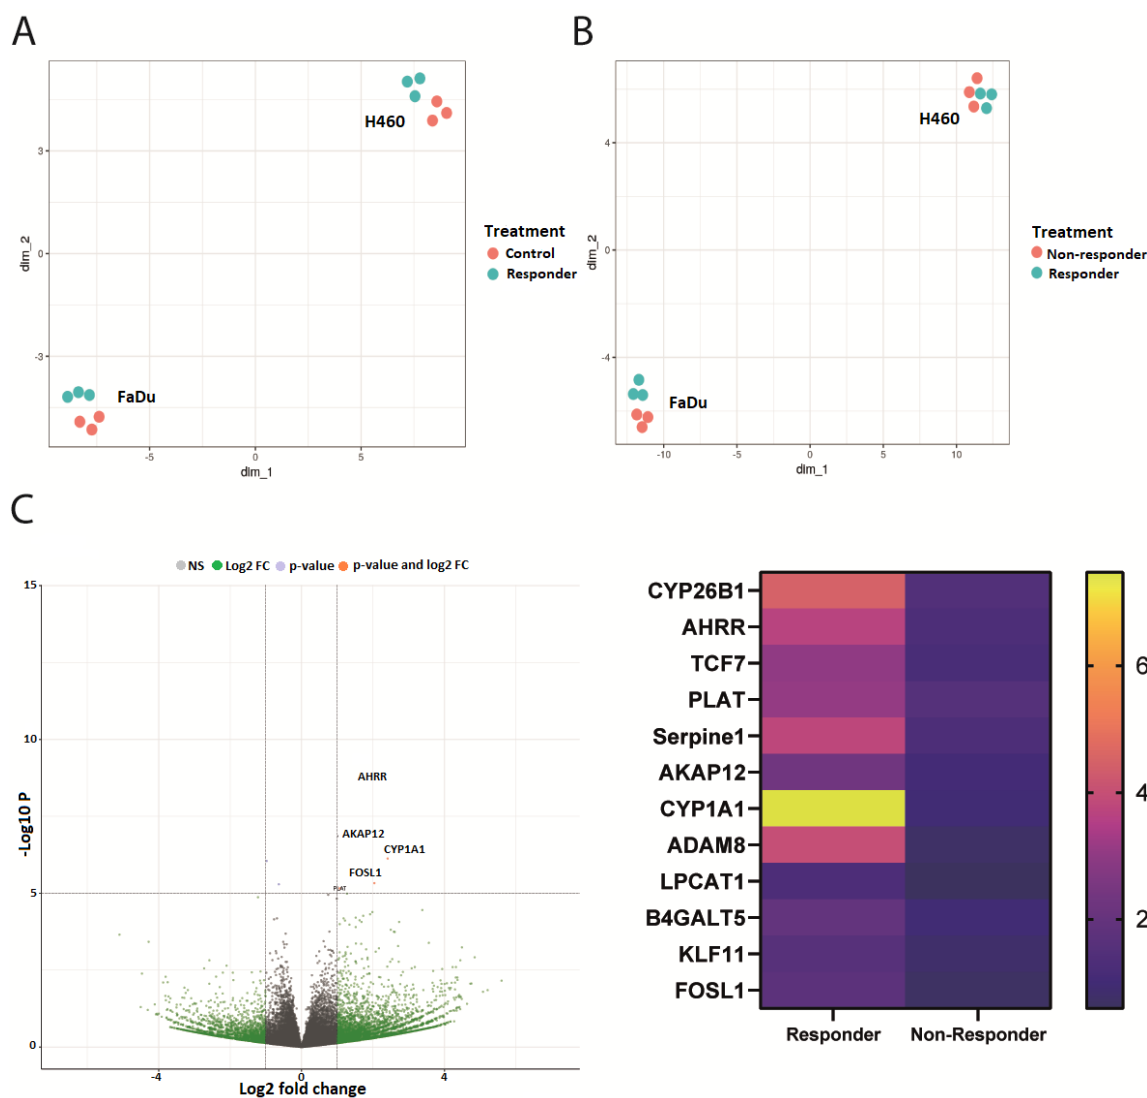 A
B
H460
3
0
-3
dim_2
FaDu
-5
0
5
dim_1
Treatment
Control
Responder
H460
4
0
-4
dim_2
FaDu
-10
-5
0
5
10
dim_1
Treatment
Non-responder
Responder
C
NS Log2 FC p-value p-value and log2 FC
15
10
5
0
-Log10 P
AHRR
AKAP12
CYP1A1
FOSL1
PLAT
-4
0
4
Log2 fold change
CYP26B1
AHRR
TCF7
PLAT
Serpine1
AKAP12
CYP1A1
ADAM8
LPCAT1
B4GALT5
KLF11
FOSL1
Responder Non-Responder
6
4
2